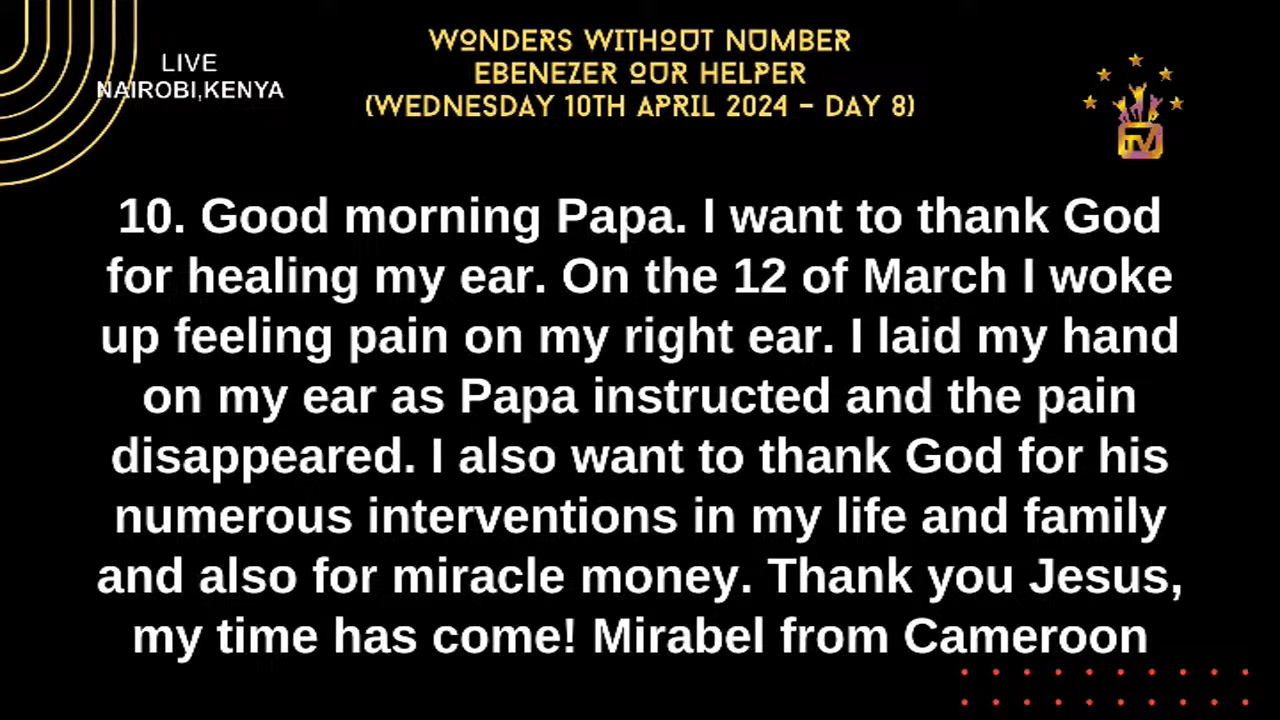 LIVE
NAIROBI,KENYA
WONDERS WITHOUT NUMBER
EBENEZER OUR HELPER
(WEDNESDAY 10TH APRIL 2024 - DAY 8)
TV
10. Good morning Papa. I want to thank God
for healing my ear. On the 12 of March I woke
up feeling pain on my right ear. I laid my hand
on my ear as Papa instructed and the pain
disappeared. I also want to thank God for his
numerous interventions in my life and family
and also for miracle money. Thank you Jesus,
my time has come! Mirabel from Cameroon